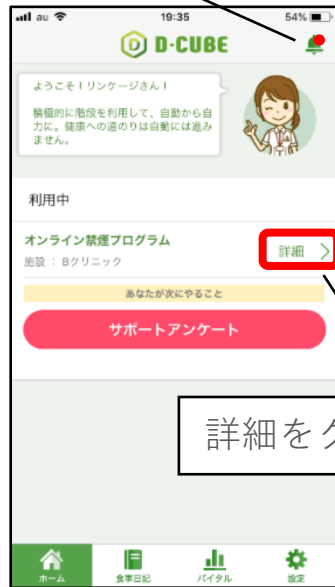 au 19:35 54%
D-CUBE
ようこそ!リンケージさん!
積極的に階段を利用して、自動から自
力に。健康への道のりは自動には進み
ません。
利用中
オンライン禁煙プログラム
施設 : Bクリニック
詳細
あなたが次にやること
サポートアンケート
詳細をク
ホーム 食事日記 バイタル 設定